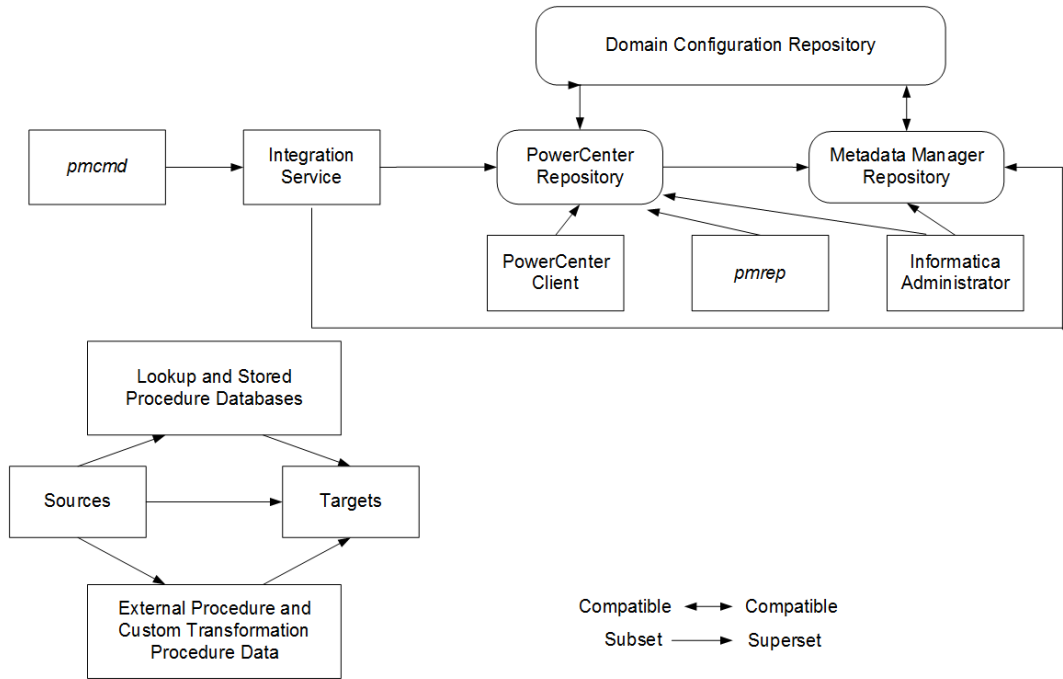 Domain Configuration Repository
pmcmd
Integration
Service
PowerCenter
Repository
Metadata Manager
Repository
PowerCenter
Client
pmrep
Informatica
Administrator
Lookup and Stored
Procedure Databases
Sources
Targets
External Procedure and
Custom Transformation
Procedure Data
Compatible Compatible
Subset Superset